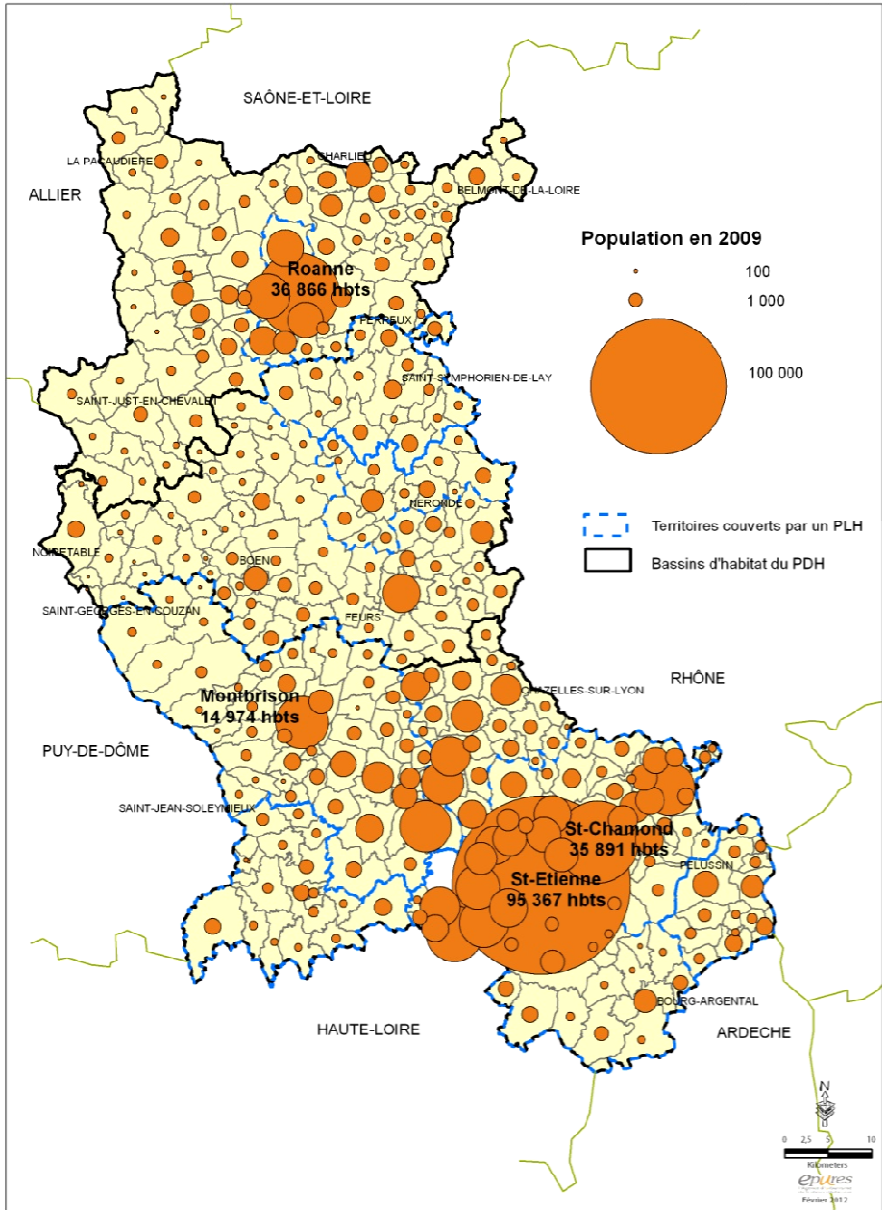 SAÔNE-ET-LOIRE
LA PACAUDIERE
CHARLIEU
ALLIER
BELMONT-DE-LA-LOIRE
Population en 2009
100
1 000
100 000
Roanne
36 866 hbts
PERREUX
SAINT-SYMPHORIEN-DE-LAY
SAINT-JUST-EN-CHEVALET
NERONDE
Territoires couverts par un PLH
Bassins d'habitat du PDH
NOIRETABLE
BOEN
SAINT-GEORGES-EN-COUZAN
FEURS
RHÔNE
CHAZELLES-SUR-LYON
Montbrison
14 974 hbts
PUY-DE-DÔME
SAINT-JEAN-SOLEYMIEUX
St-Chamond
35 891 hbts
PELUSSIN
St-Etienne
95 367 hbts
BOURG-ARGENTAL
HAUTE-LOIRE
ARDECHE
N
0 2,5 5 10
Kilometers
epures
Février 2012